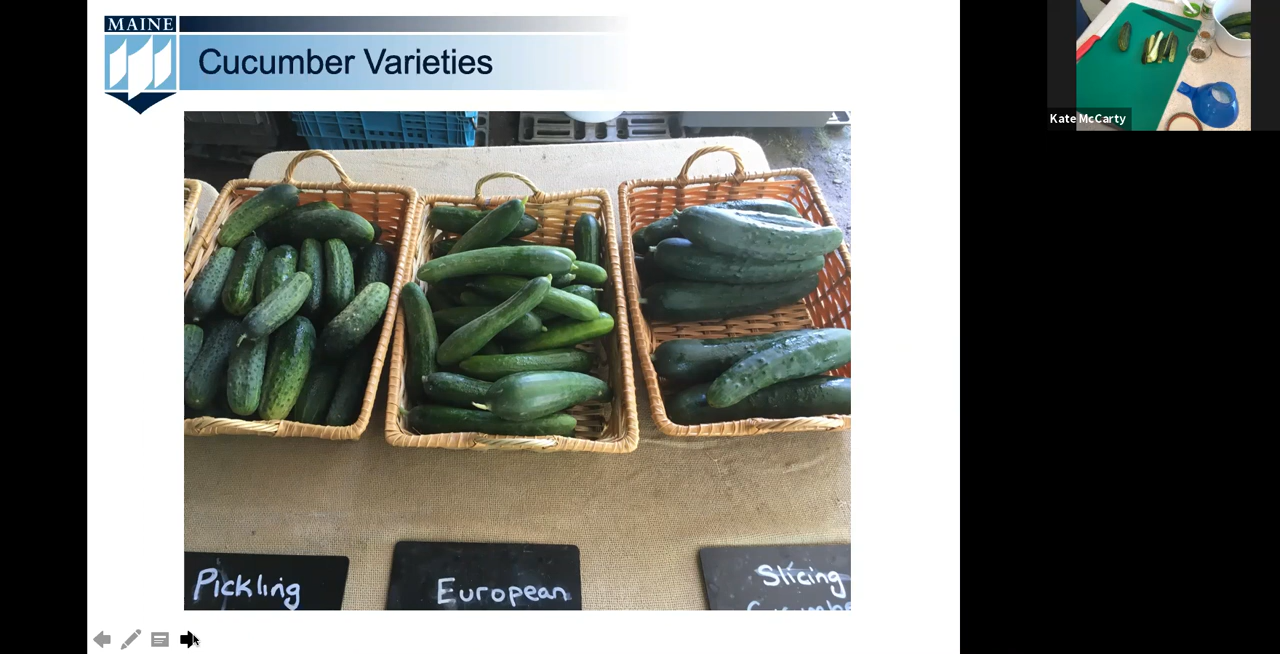 MAINE
Cucumber Varieties
Kate McCarty
Pickling
European
Slicing